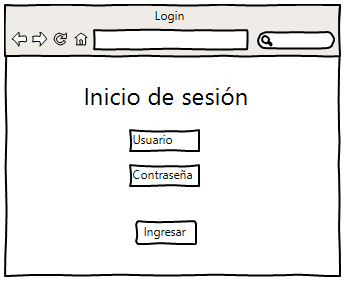 Login
Inicio de sesión
Usuario
Contraseña
Ingresar